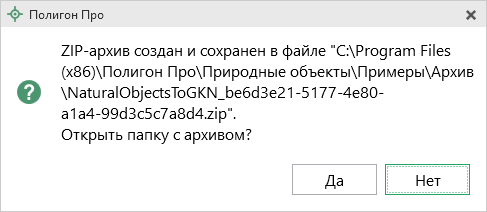 Полигон Про
ZIP-архив создан и сохранен в файле "C:\Program Files
(x86)\Полигон Про\Природные объекты\Примеры\Архив
\NaturalObjectsToGKN_be6d3e21-5177-4e80-
a1a4-99d3c5c7a8d4.zip".
Открыть папку с архивом?
Да
Нет